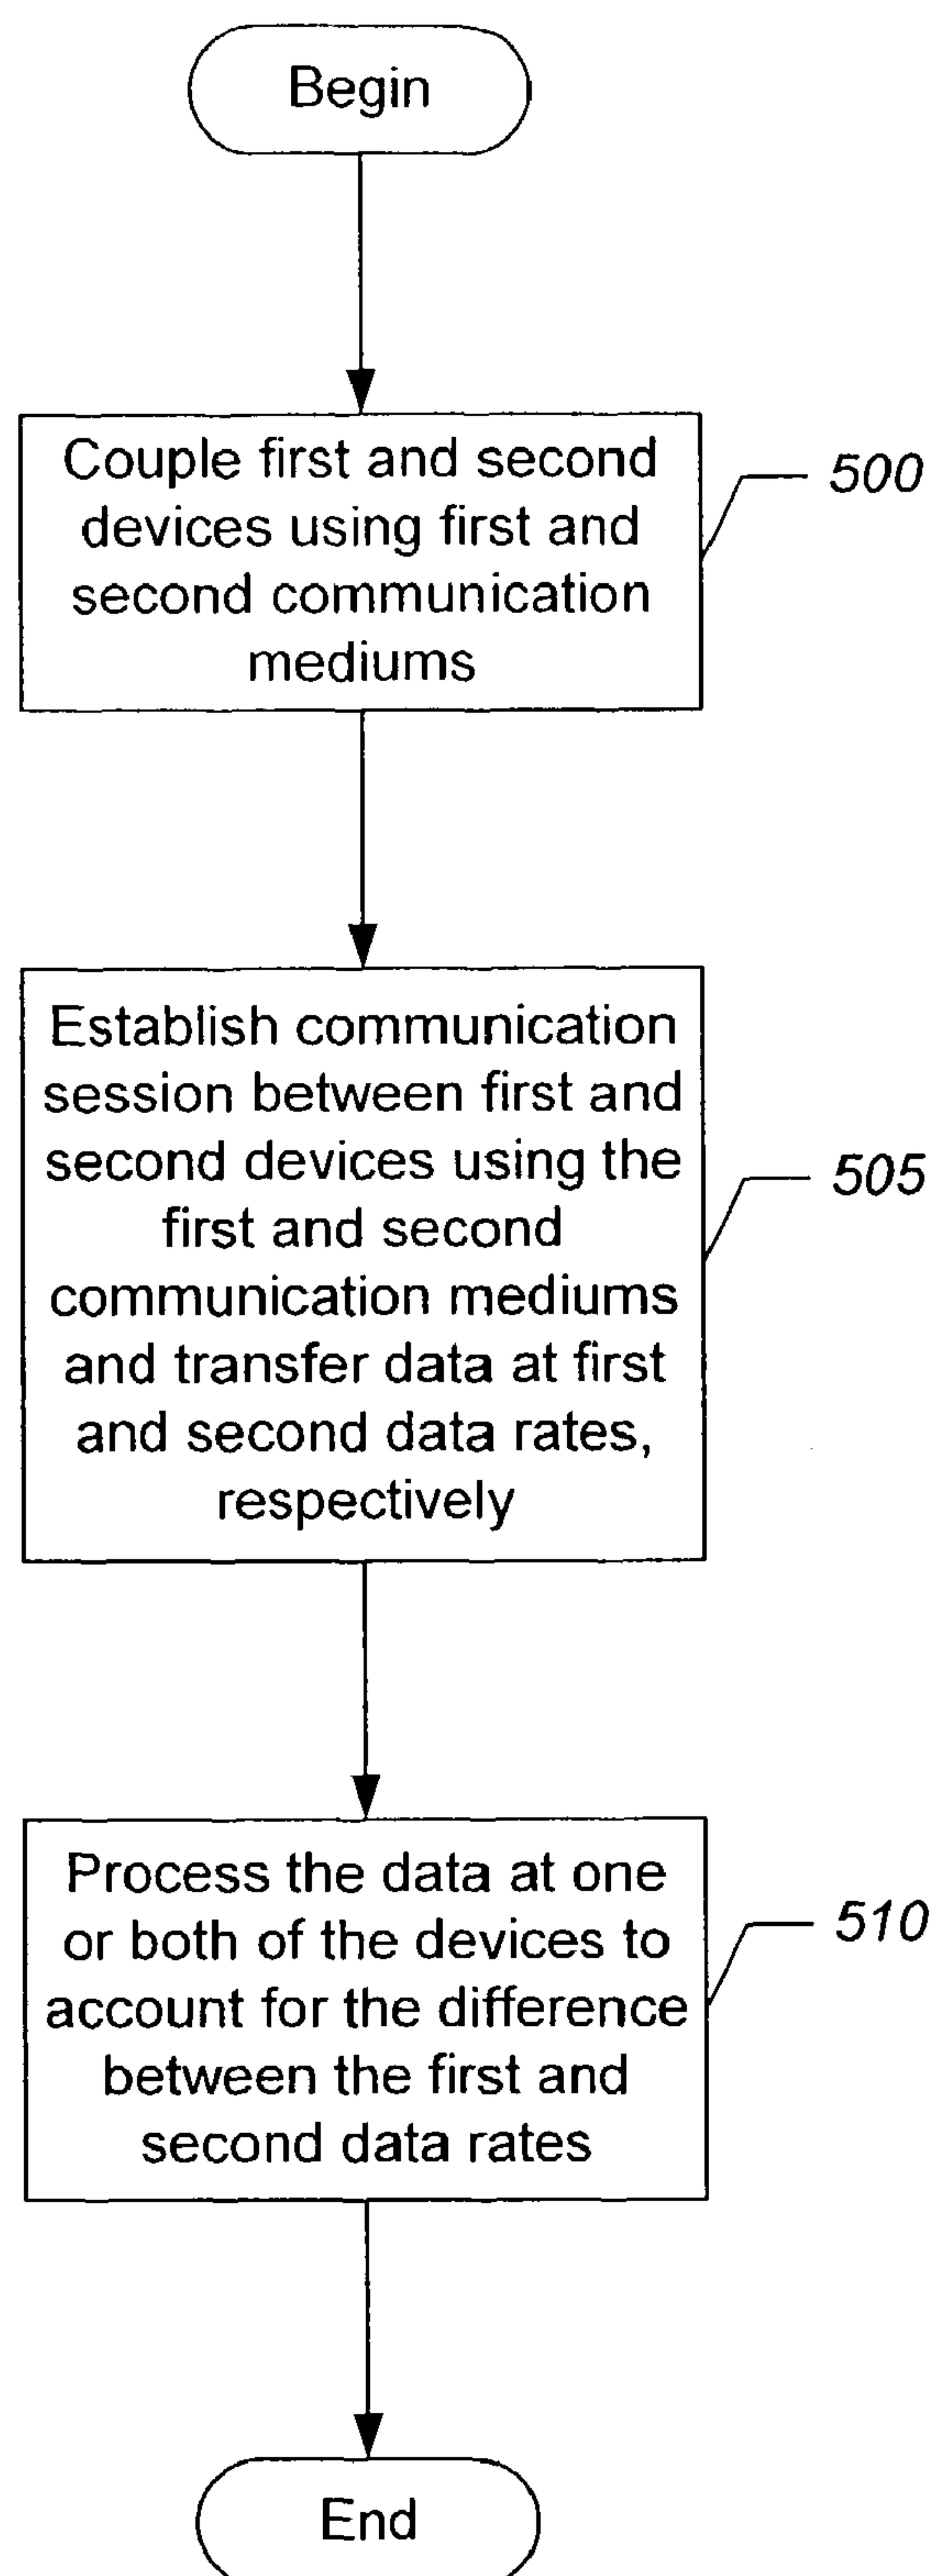 Begin
Couple first and second
devices using first and
second communication
mediums
500
Establish communication
session between first and
second devices using the
first and second
communication mediums
and transfer data at first
and second data rates,
respectively
505
Process the data at one
or both of the devices to
account for the difference
between the first and
second data rates
510
End